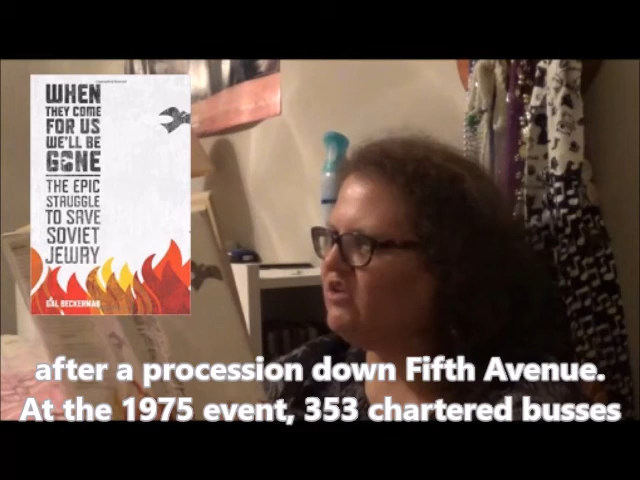 WHEN
THEY COME
FOR US
WE'LL BE
GONE
THE EPIC
STRUGGLE
TO SAVE
SOVIET
JEWRY
GAL BECKERMAN
after a procession down Fifth Avenue.
At the 1975 event, 353 chartered busses